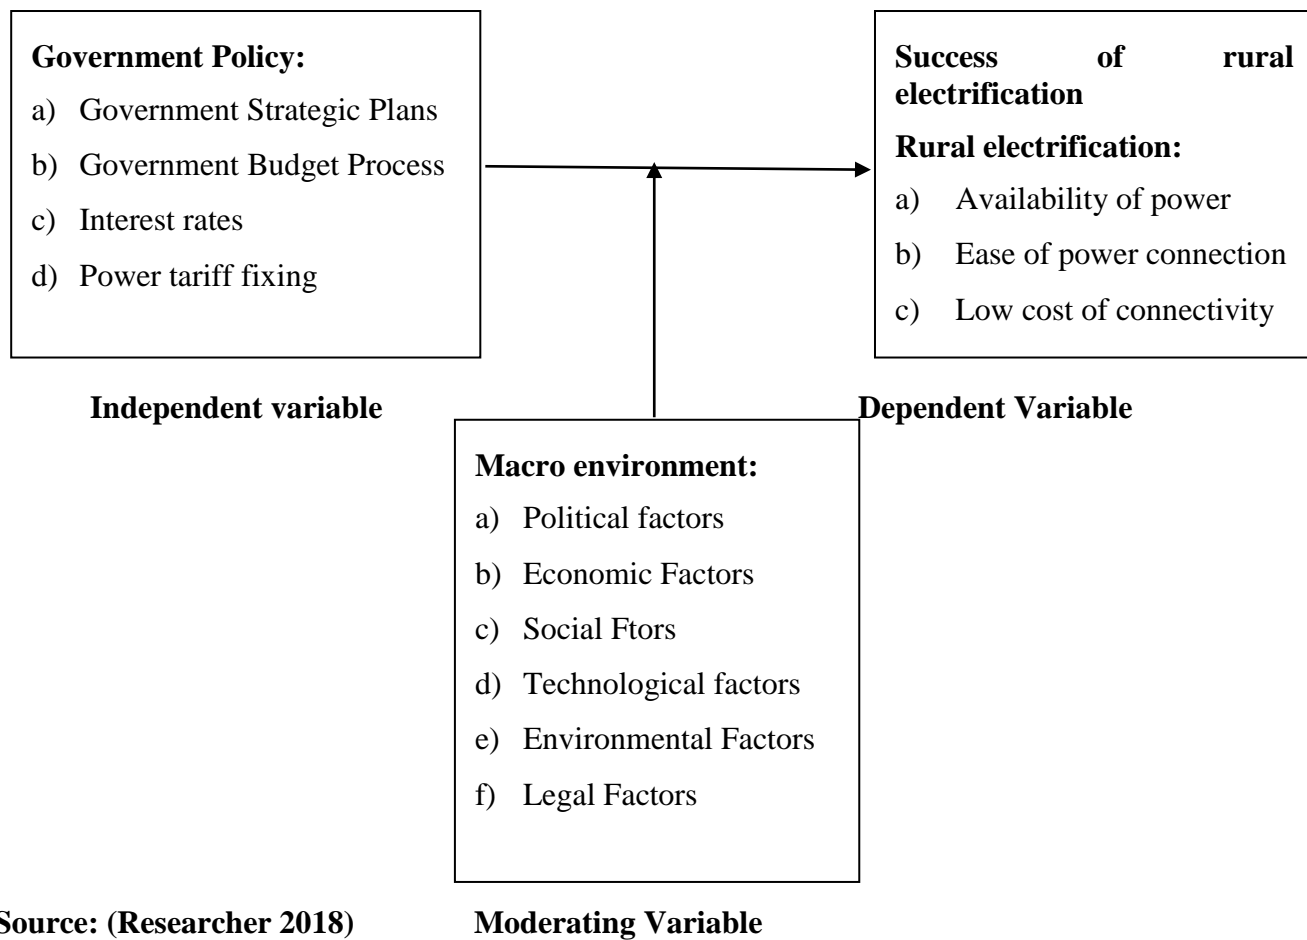 Government Policy:
a) Government Strategic Plans
b) Government Budget Process
c) Interest rates
d) Power tariff fixing
Independent variable
Success of rural
electrification
Rural electrification:
a) Availability of power
b) Ease of power connection
c) Low cost of connectivity
Dependent Variable
Macro environment:
a) Political factors
b) Economic Factors
c) Social Ftors
d) Technological factors
e) Environmental Factors
f) Legal Factors
Source: (Researcher 2018)
Moderating Variable